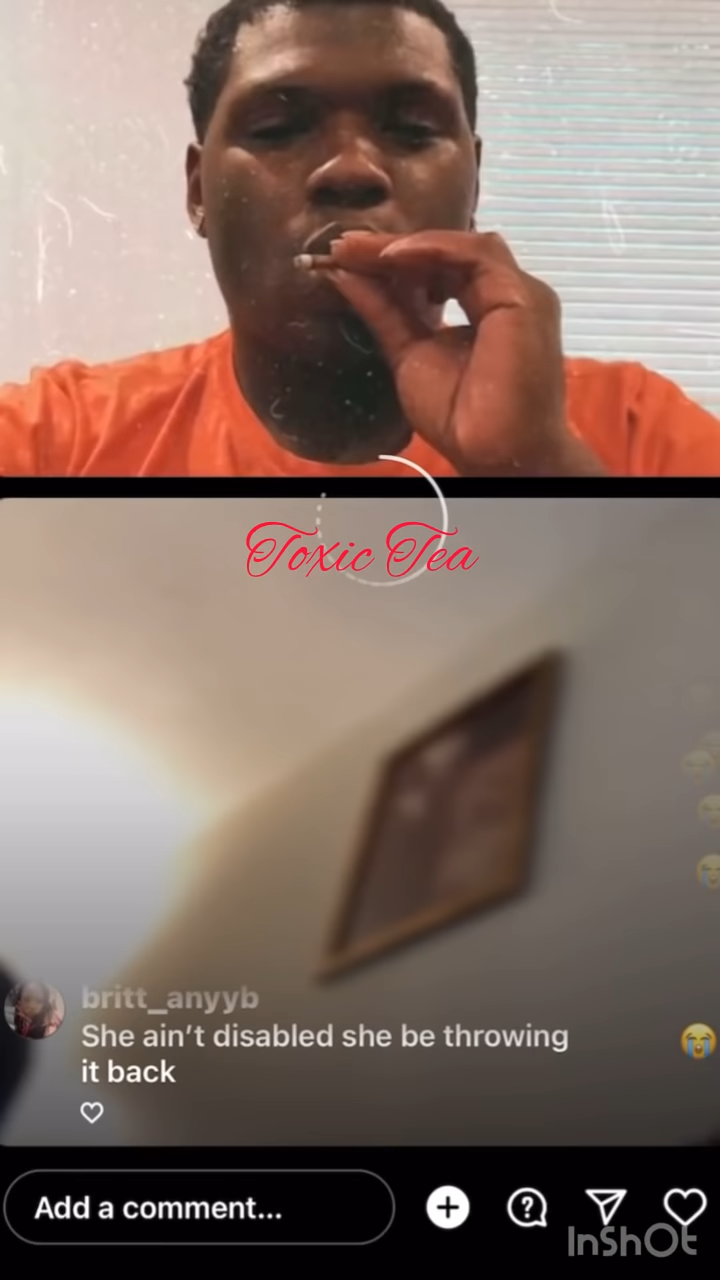 Toxic Tea
britt_anyyb
She ain't disabled she be throwing
it back
Add a comment...
InShOt